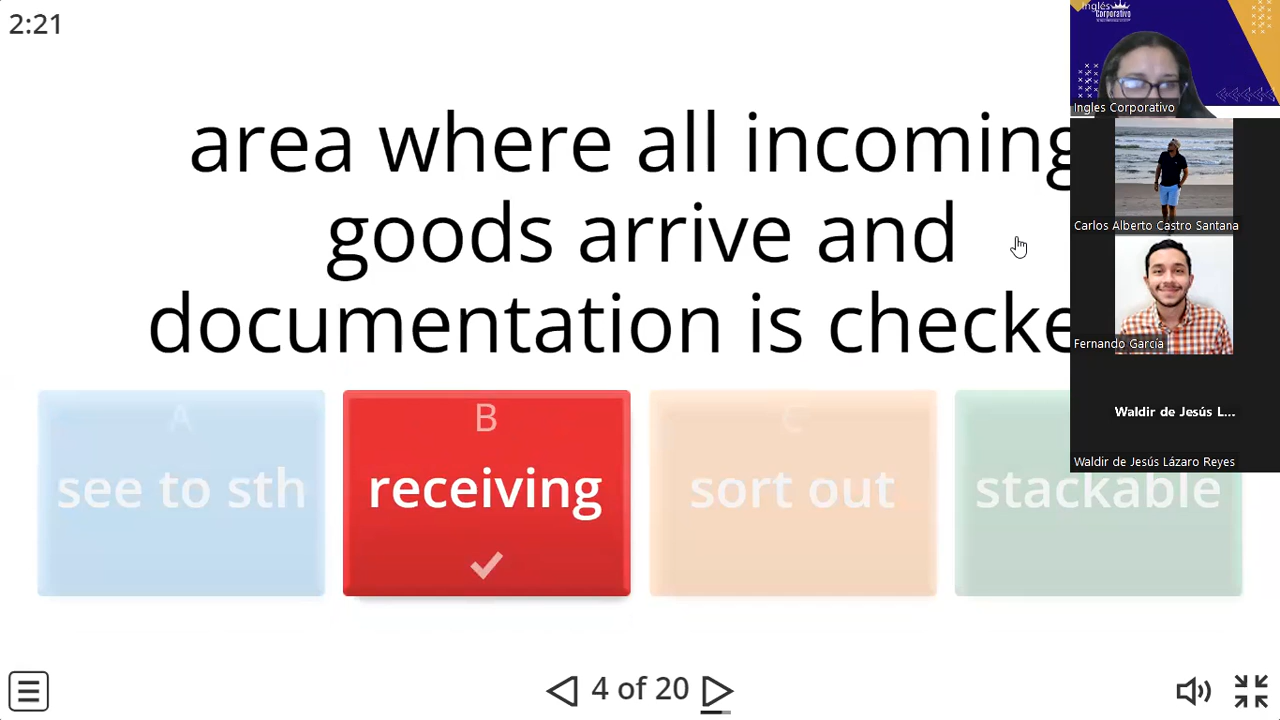 2:21
area where all incoming
goods arrive and
documentation is checke
A
see to sth
B
receiving
C
sort out
stackable
4 of 20
Inglés
Corporativo
Ingles Corporativo
Carlos Alberto Castro Santana
Fernando García
Waldir de Jesús L...
Waldir de Jesús Lázaro Reyes